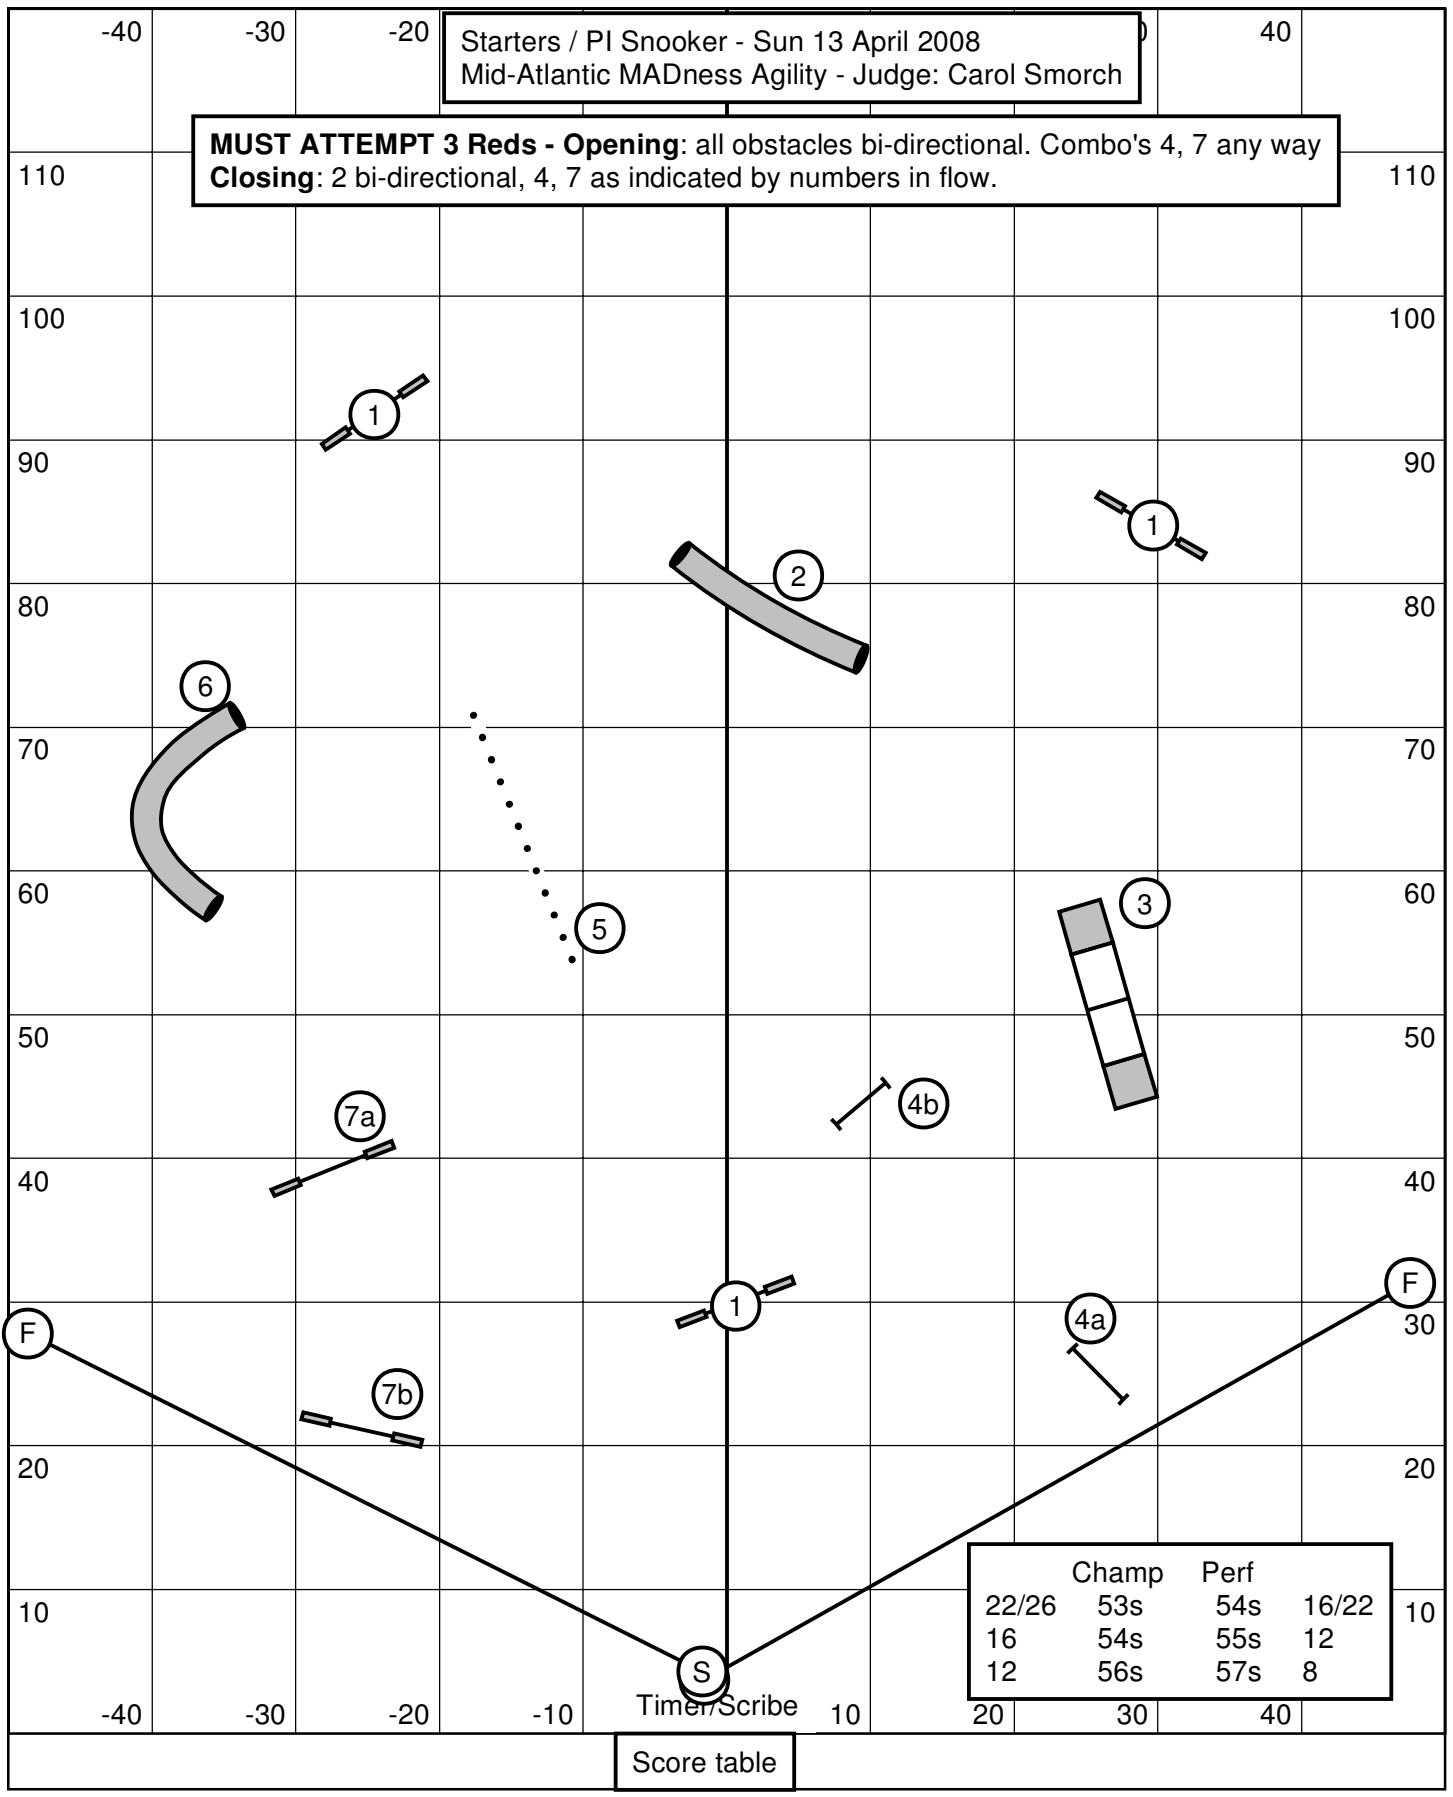 -40 -30 -20 0 40
Starters / PI Snooker - Sun 13 April 2008
Mid-Atlantic MADness Agility - Judge: Carol Smorch
MUST ATTEMPT 3 Reds - Opening: all obstacles bi-directional. Combo's 4, 7 any way
Closing: 2 bi-directional, 4, 7 as indicated by numbers in flow.
110 110
100 100
1
90 90
1
2
80 80
6
70 70
60 60
3
5
50 50
4b
7a
40 40
F
1
4a
30
F
7b
20 20
Champ Perf
22/26 53s 54s 16/22
10 10
16 54s 55s 12
12 56s 57s 8
S
Timer/Scribe
-40 -30 -20 -10 10 20 30 40
Score table